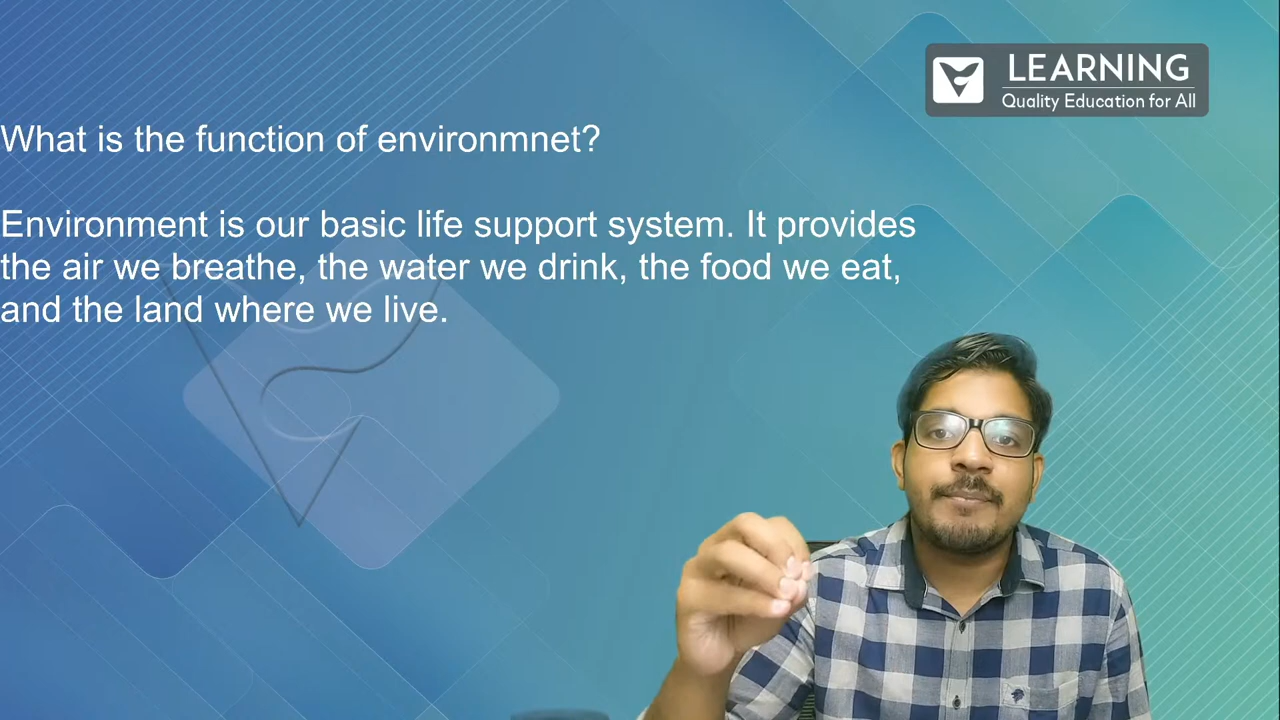 LEARNING
Quality Education for All
What is the function of environmnet?
Environment is our basic life support system. It provides
the air we breathe, the water we drink, the food we eat,
and the land where we live.